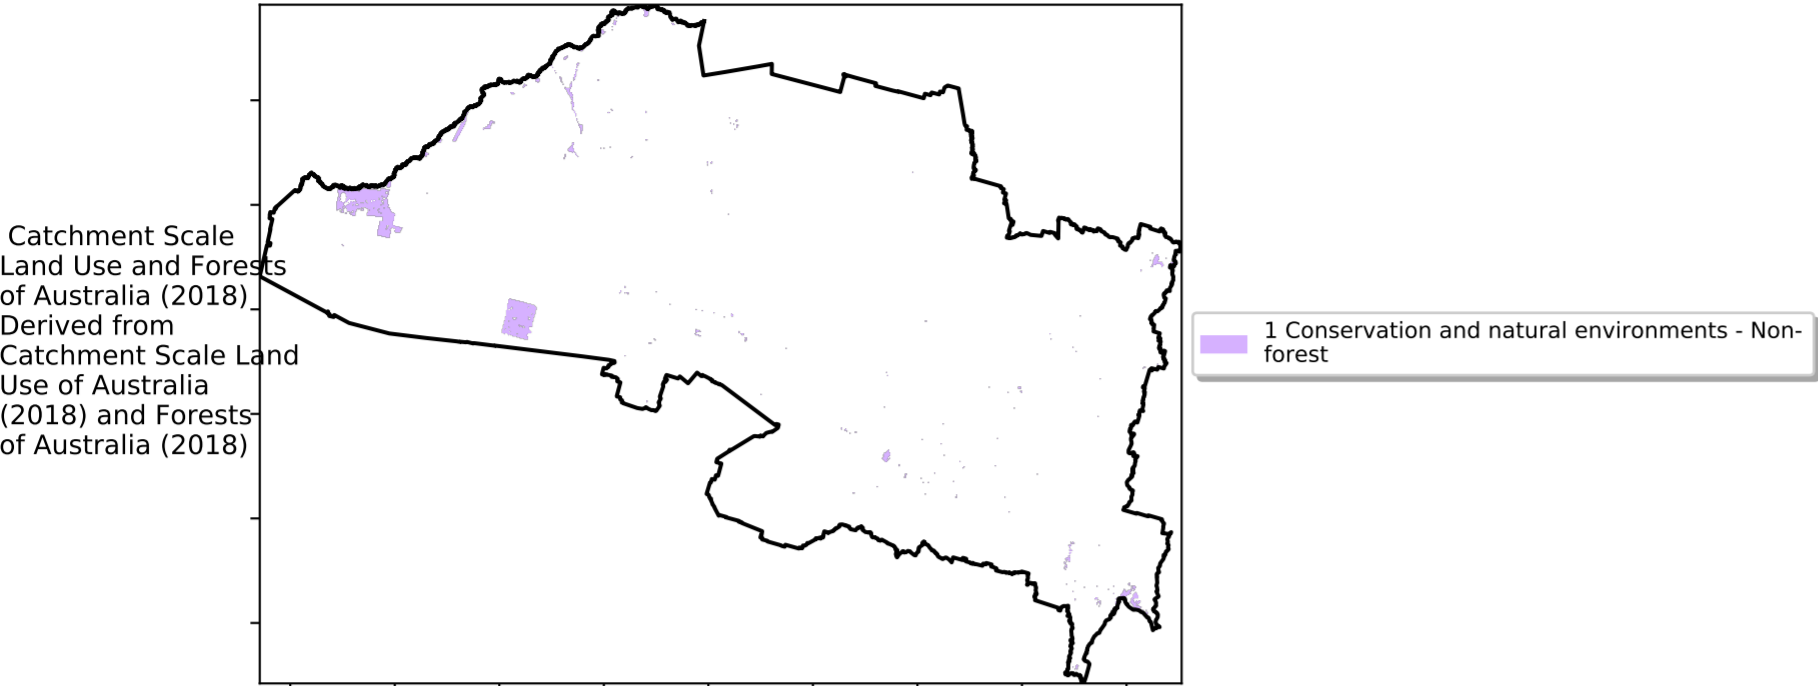 Catchment Scale
Land Use and Forests
of Australia (2018)
Derived from
Catchment Scale Land
Use of Australia
(2018) and Forests
of Australia (2018)
1 Conservation and natural environments - Non-
forest